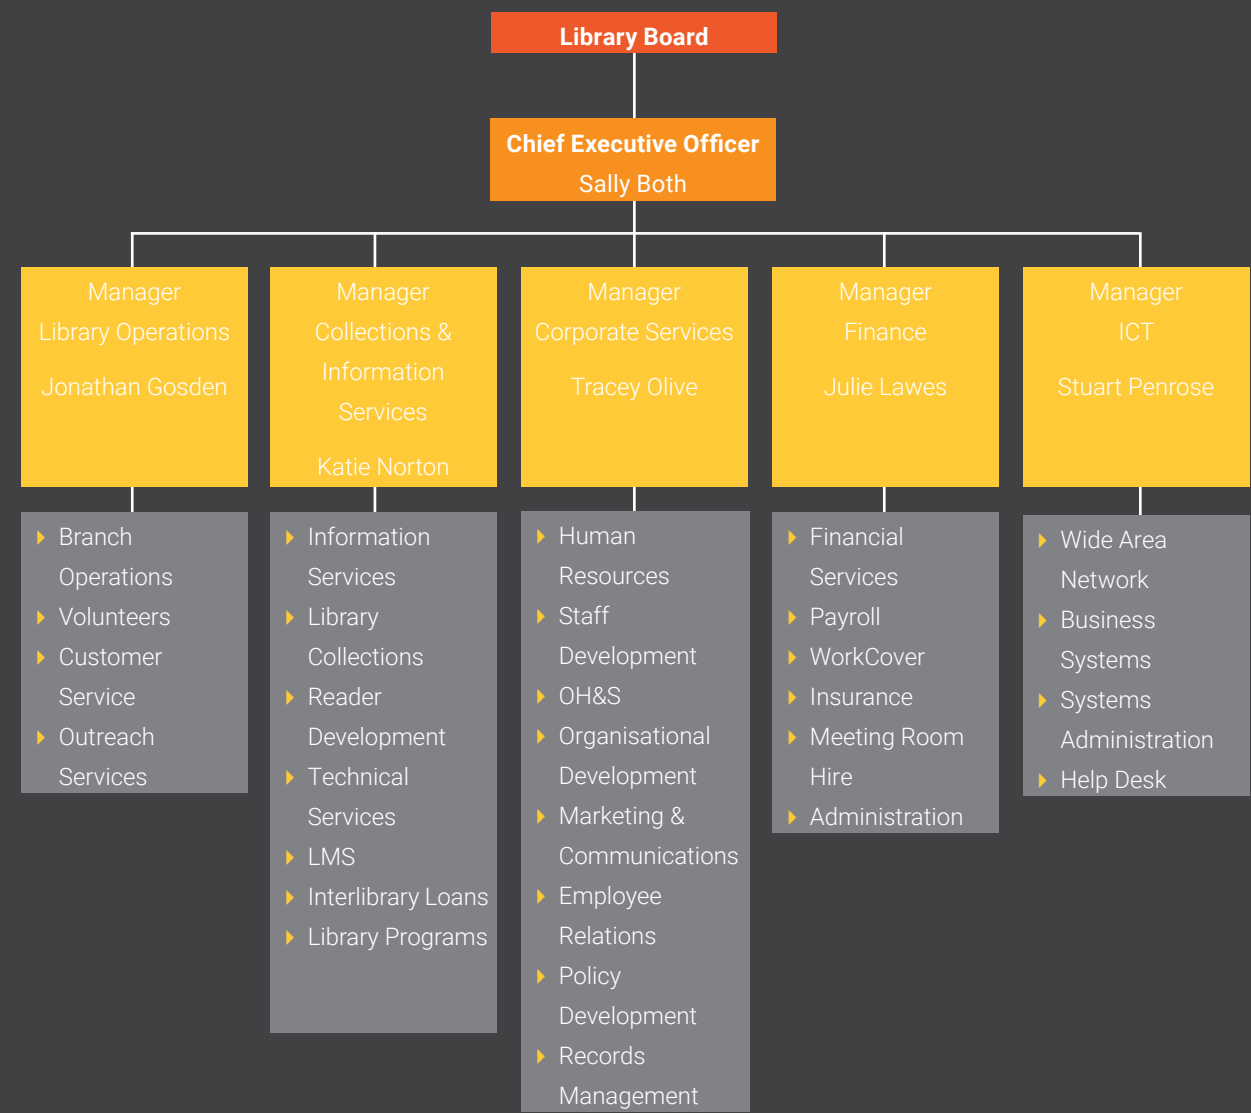 Library Board
Chief Executive Officer
Sally Both
Manager
Library Operations
Jonathan Gosden
Manager
Collections &
Information
Services
Katie Norton
Manager
Corporate Services
Tracey Olive
Manager
Finance
Julie Lawes
Manager
ICT
Stuart Penrose
Branch
Operations
Volunteers
Customer
Service
Outreach
Services
Information
Services
Library
Collections
Reader
Development
Technical
Services
LMS
Interlibrary Loans
Library Programs
Human
Resources
Staff
Development
OH&S
Organisational
Development
Marketing &
Communications
Employee
Relations
Policy
Development
Records
Management
Financial
Services
Payroll
WorkCover
Insurance
Meeting Room
Hire
Administration
Wide Area
Network
Business
Systems
Systems
Administration
Help Desk